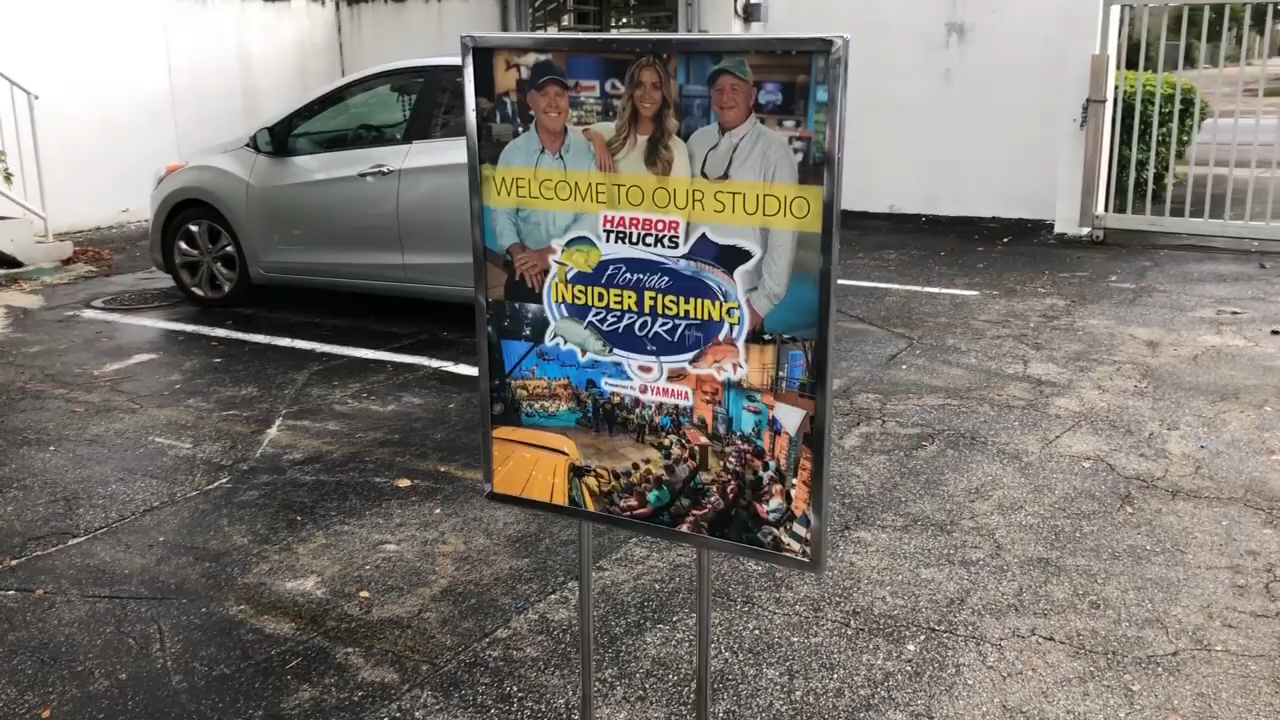 WELCOME TO OUR STUDIO
HARBOR
TRUCKS
Florida
INSIDER FISHING
REPORT
Presented By YAMAHA